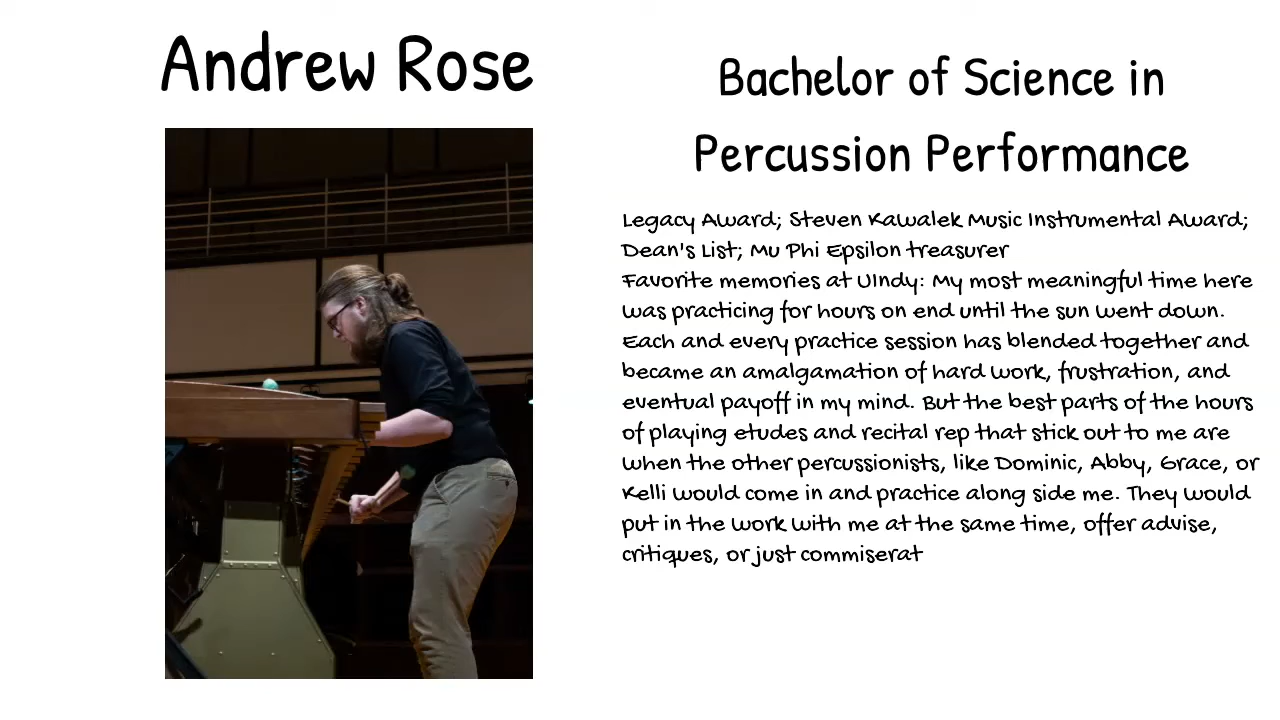 Andrew Rose
Bachelor of Science in
Percussion Performance
Legacy Award; Steven Kawalek Music Instrumental Award;
Dean's List; Mu Phi Epsilon treasurer
Favorite memories at UIndy: My most meaningful time here
was practicing for hours on end until the sun went down.
Each and every practice session has blended together and
became an amalgamation of hard work, frustration, and
eventual payoff in my mind. But the best parts of the hours
of playing etudes and recital rep that stick out to me are
when the other percussionists, like Dominic, Abby, Grace, or
Kelli would come in and practice along side me. They would
put in the work with me at the same time, offer advise,
critiques, or just commiserat